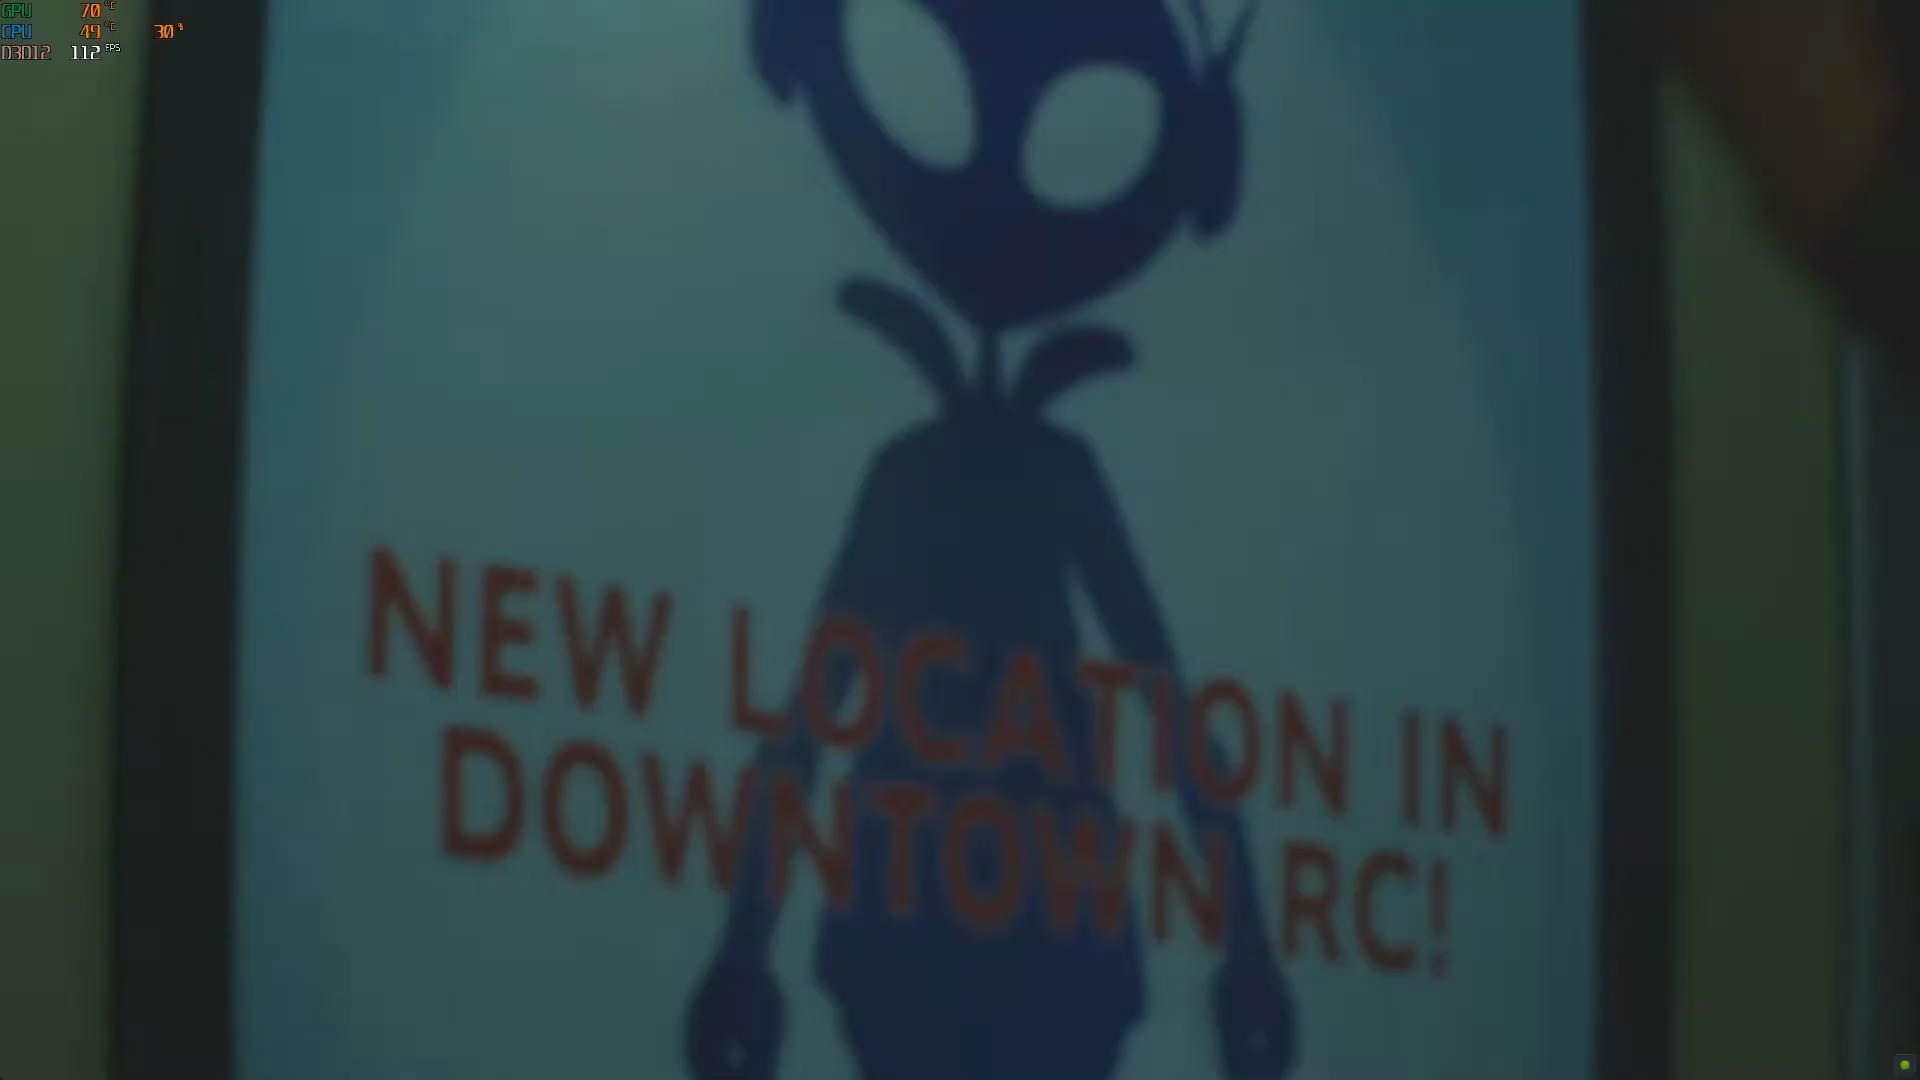 GPU 70 °C
CPU 49 °C 30 %
D3D12 112 FPS
NEW LOCATION IN
DOWNTOWN RC!